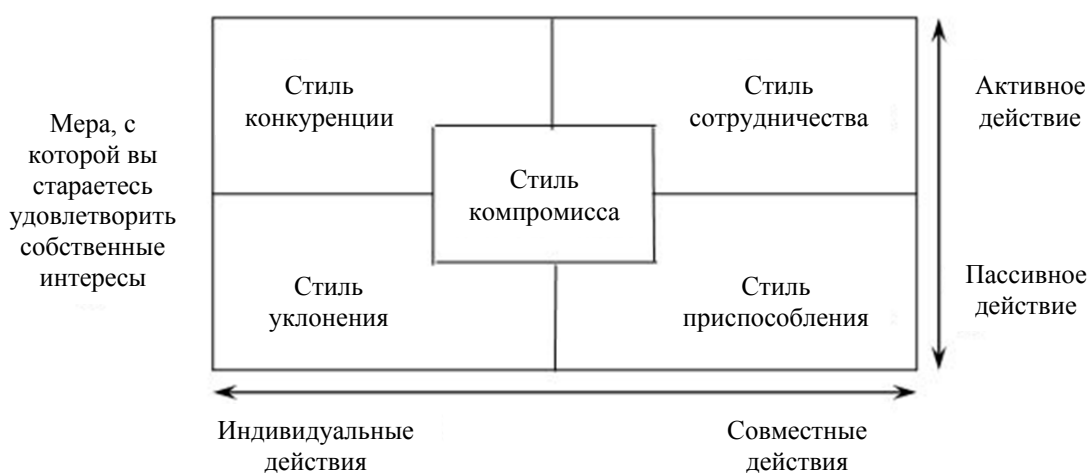 Мера, с
которой вы
стараетесь
удовлетворить
собственные
интересы
Стиль
конкуренции
Стиль
сотрудничества
Стиль
компромисса
Стиль
уклонения
Стиль
приспособления
Активное
действие
Пассивное
действие
Индивидуальные
действия
Совместные
действия